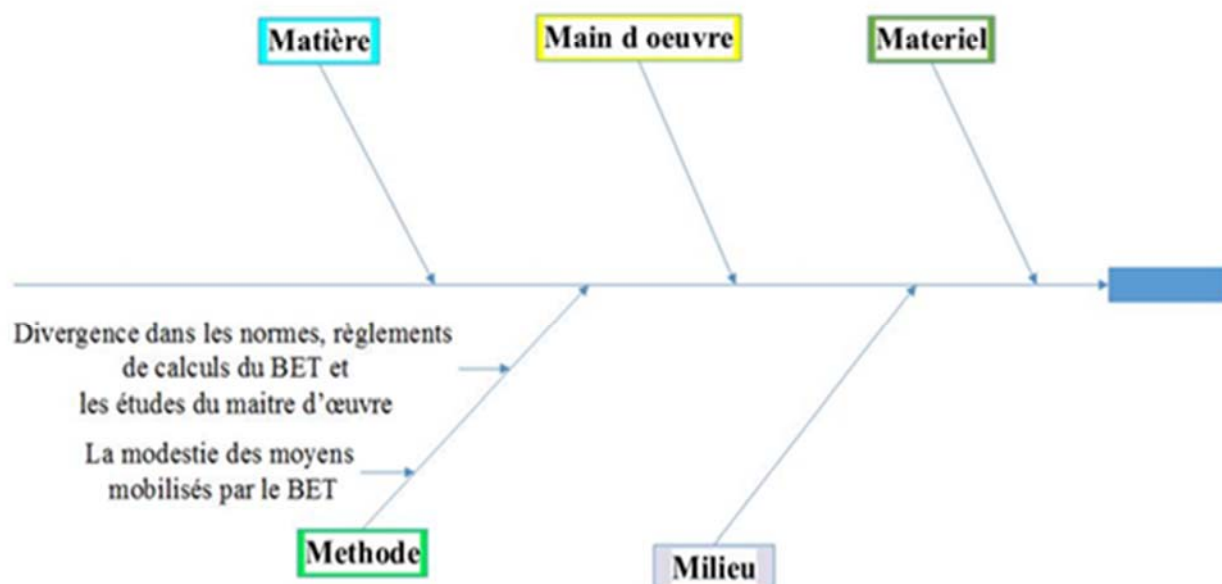 Matière
Main d oeuvre
Materiel
Divergence dans les normes, règlements
de calculs du BET et
les études du maitre d’œuvre
La modestie des moyens
mobilisés par le BET
Methode
Milieu